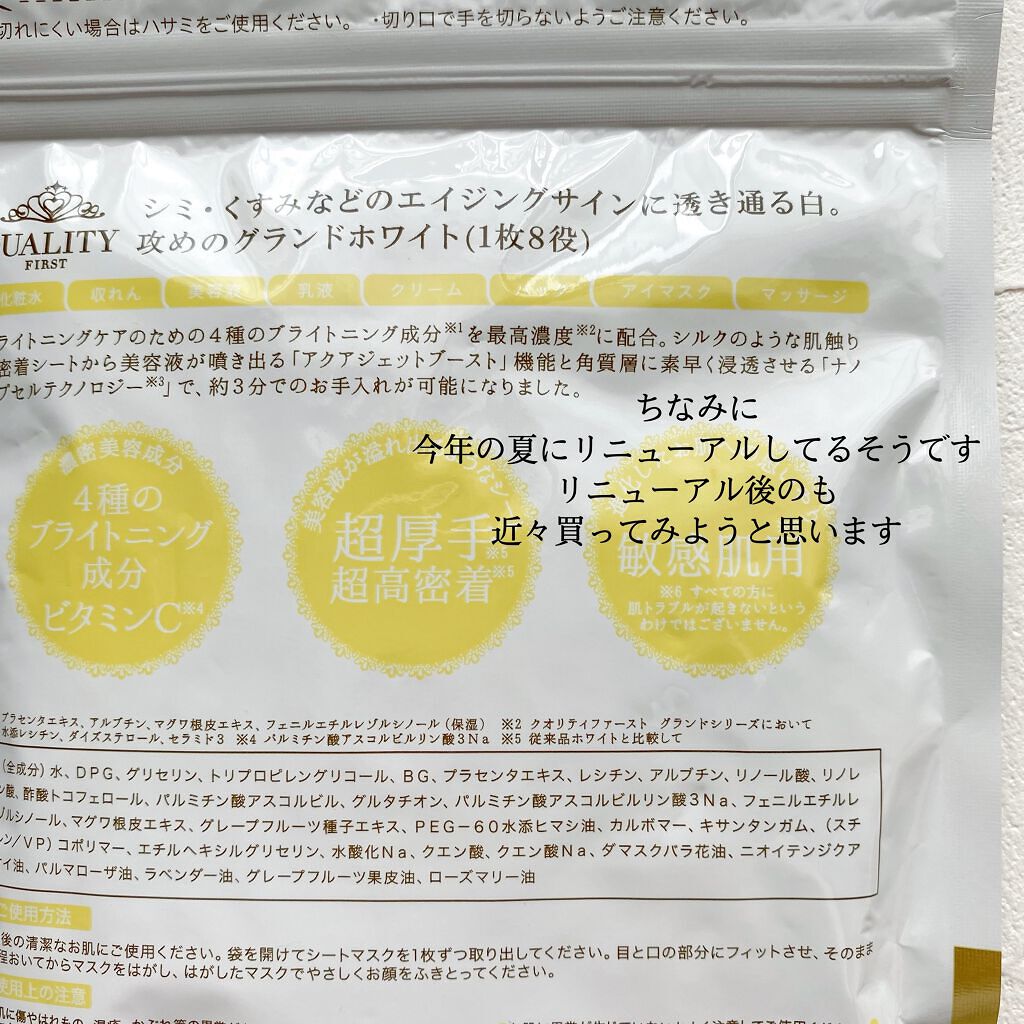 切れにくい場合はハサミをご使用ください。 ・切り口で手を切らないようご注意ください。
シミ・くすみなどのエイジングサインに透き通る白。
UALITY 攻めのグランドホワイト(1枚8役)
FIRST
化粧水 収れん 美容液 乳液 クリーム パック アイマスク マッサージ
ライトニングケアのための4種のブライトニング成分※1を最高濃度※2に配合。シルクのような肌触り
密着シートから美容液が噴き出る「アクアジェットブースト」機能と角質層に素早く浸透させる「ナノ
プセルテクノロジー※3」で、約3分でのお手入れが可能になりました。
ちなみに
今年の夏にリニューアルしてるそうです
リニューアル後のも
近々買ってみようと思います
濃密美容成分
4種の
ブライトニング
成分
ビタミンC※4
美容液が溢れ
超厚手※5
超高密着※5
敏感肌用
※6 すべての方に
肌トラブルが起きないという
わけではございません。
プラセンタエキス、アルブチン、マグワ根皮エキス、フェニルエチルレゾルシノール(保湿) ※2 クオリティファースト グランドシリーズにおいて
水添レシチン、ダイズステロール、セラミド3 ※4 パルミチン酸アスコルビルリン酸3Na ※5 従来品ホワイトと比較して
(全成分)水、DPG、グリセリン、トリプロピレングリコール、BG、プラセンタエキス、レシチン、アルブチン、リノール酸、リノレ
ン酸、酢酸トコフェロール、パルミチン酸アスコルビル、グルタチオン、パルミチン酸アスコルビルリン酸3Na、フェニルエチルレ
ゾルシノール、マグワ根皮エキス、グレープフルーツ種子エキス、PEG-60水添ヒマシ油、カルボマー、キサンタンガム、(スチ
レン/VP)コポリマー、エチルヘキシルグリセリン、水酸化Na、クエン酸、クエン酸Na、ダマスクバラ花油、ニオイテンジクア
オイ油、パルマローザ油、ラベンダー油、グレープフルーツ果皮油、ローズマリー油
ご使用方法
後の清潔なお肌にご使用ください。袋を開けてシートマスクを1枚ずつ取り出してください。目と口の部分にフィットさせ、そのまま
程おいてからマスクをはがし、はがしたマスクでやさしくお顔をふきとってください。
使用上の注意
肌に傷やはれもの、湿疹、かぶれ等の異常が